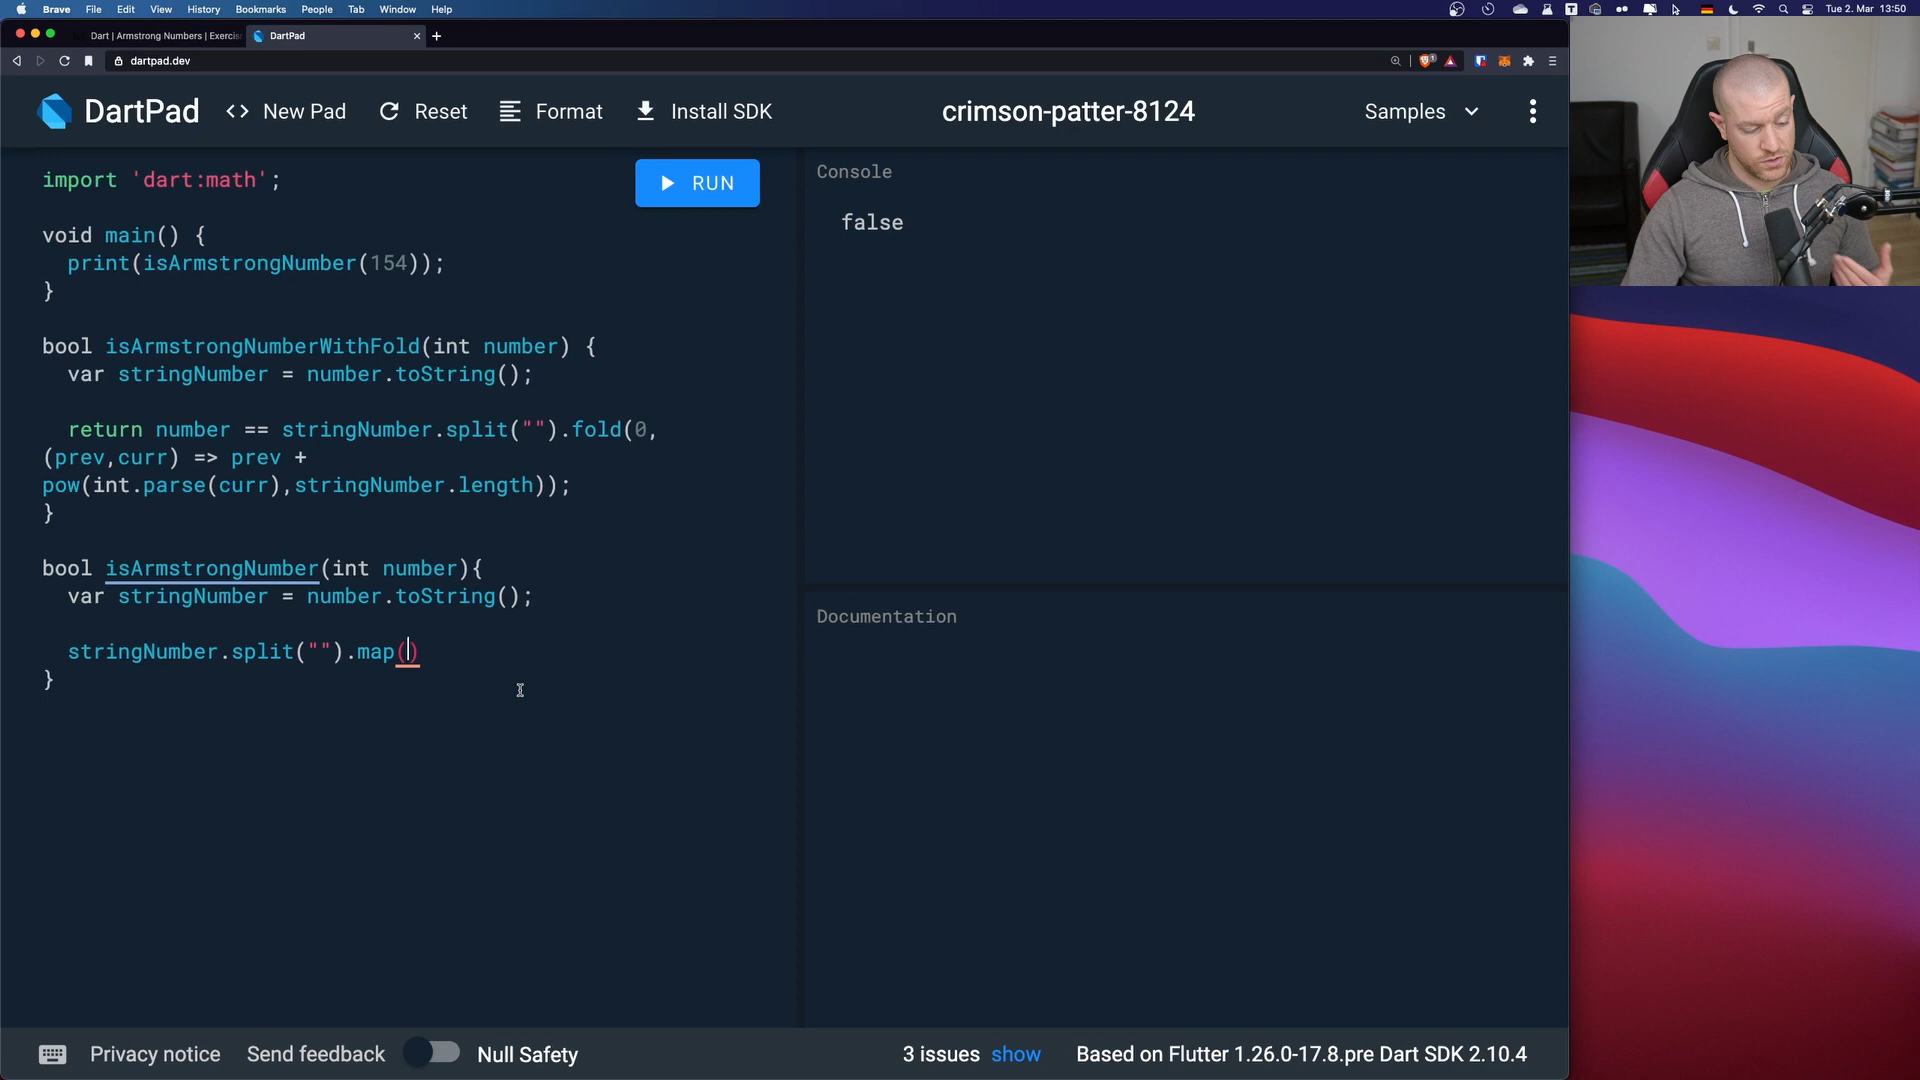 Brave File Edit View History Bookmarks People Tab Window Help
Tue 2. Mar 13:50
Dart | Armstrong Numbers | Exercis
DartPad
dartpad.dev
DartPad
<> New Pad
Reset
Format
Install SDK
crimson-patter-8124
Samples
import 'dart:math';
RUN
void main() {
print(isArmstrongNumber(154));
}
bool isArmstrongNumberWithFold(int number) {
var stringNumber = number.toString();
return number == stringNumber.split("").fold(0,
(prev,curr) => prev +
pow(int.parse(curr),stringNumber.length));
}
bool isArmstrongNumber(int number){
var stringNumber = number.toString();
stringNumber.split("").map()
}
Console
false
Documentation
Privacy notice
Send feedback
Null Safety
3 issues show
Based on Flutter 1.26.0-17.8.pre Dart SDK 2.10.4